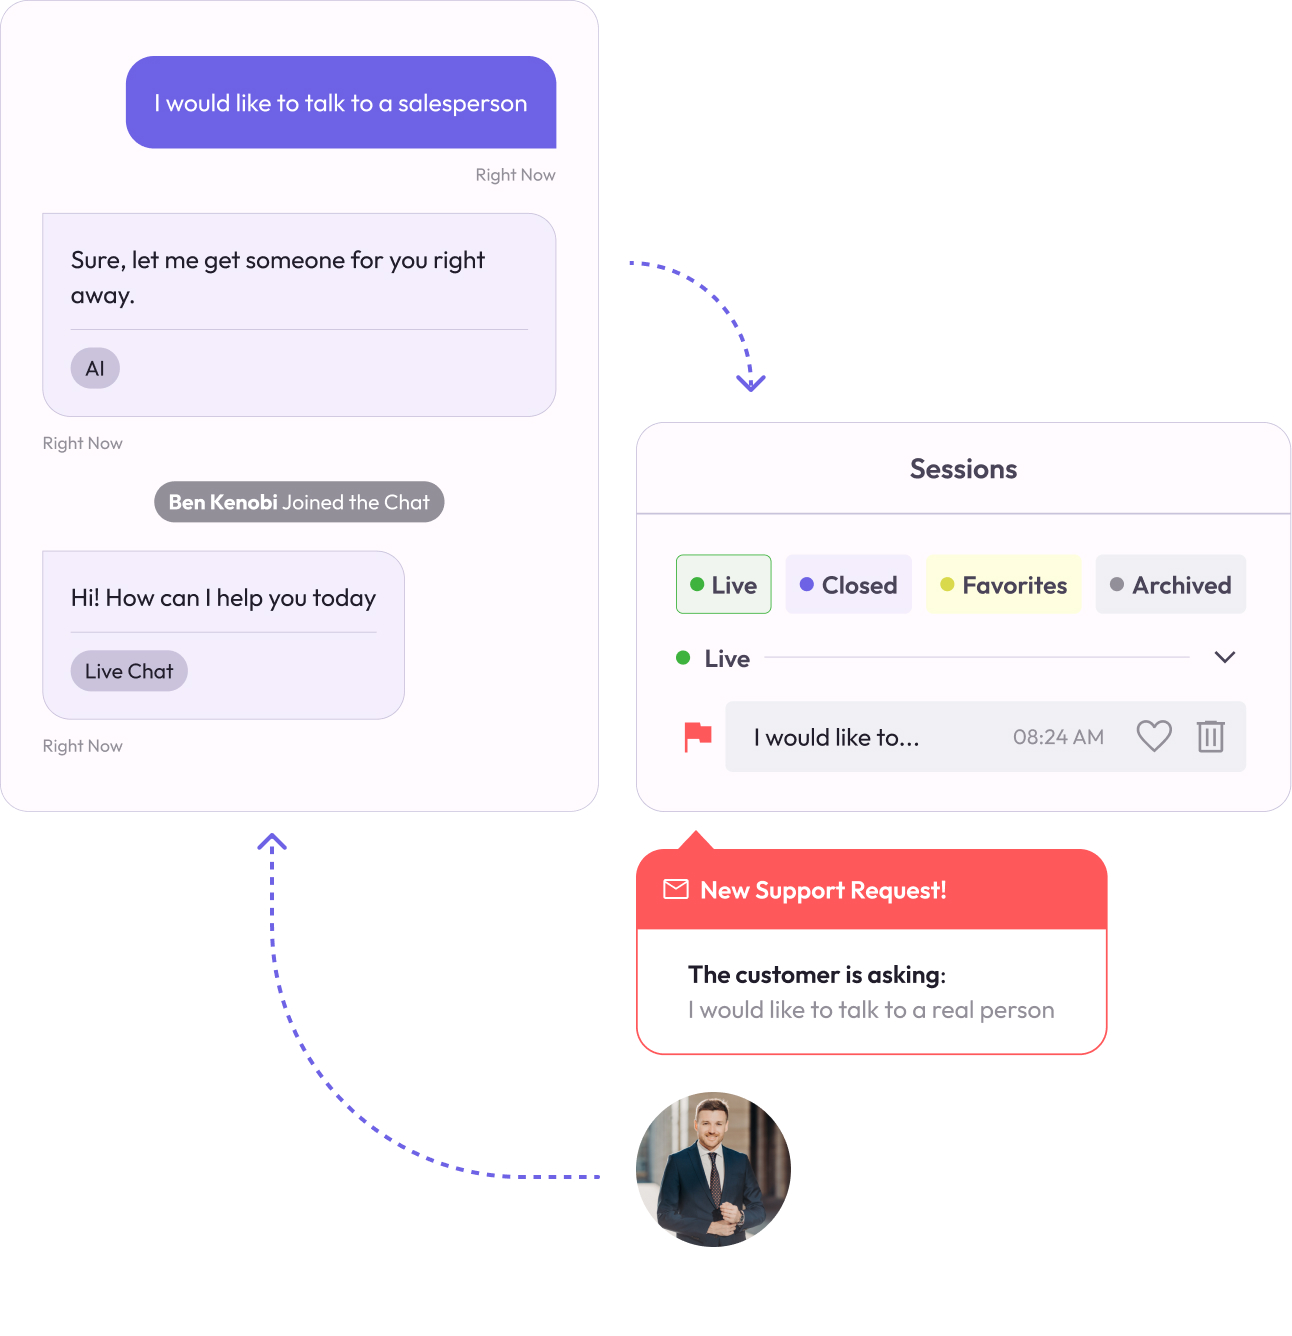 I would like to talk to a salesperson
Right Now
Sure, let me get someone for you right
away.
AI
Right Now
Ben Kenobi Joined the Chat
Hi! How can I help you today
Live Chat
Right Now
Sessions
Live
Closed
Favorites
Archived
Live
I would like to...
08:24 AM
New Support Request!
The customer is asking:
I would like to talk to a real person